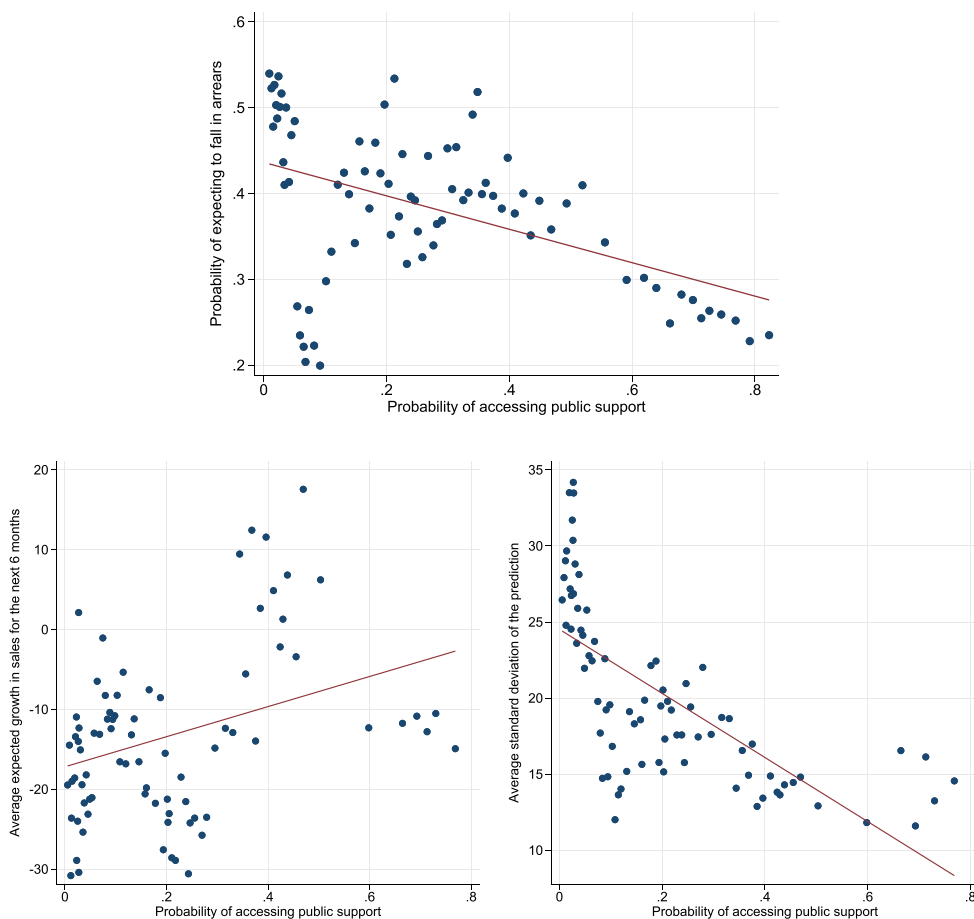 Probability of expecting to fall in arrears
.6
.5
.4
.3
.2
0 .2 .4 .6 .8
Probability of accessing public support
Average expected growth in sales for the next 6 months
20
10
0
-10
-20
-30
0 .2 .4 .6 .8
Probability of accessing public support
Average standard deviation of the prediction
35
30
25
20
15
10
0 .2 .4 .6 .8
Probability of accessing public support